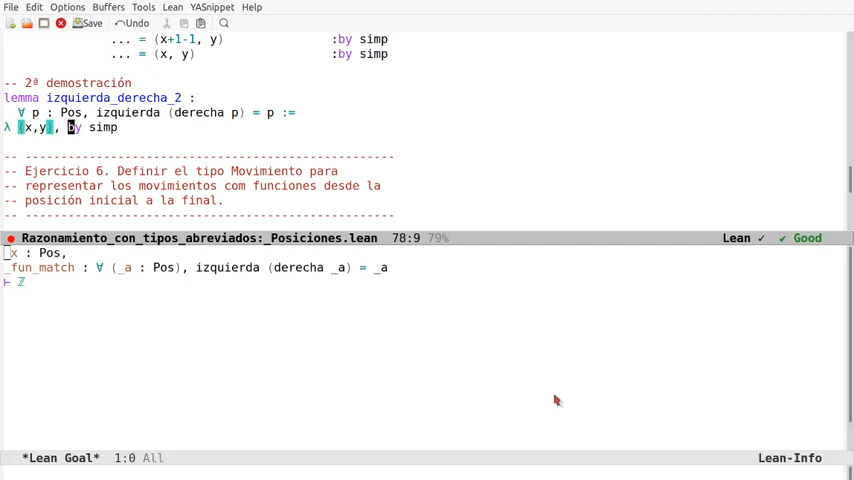 File Edit Options Buffers Tools Lean YASnippet Help
Save Undo
... = (x+1-1, y) :by simp
... = (x, y) :by simp
-- 2ª demostración
lemma izquierda_derecha_2 :
∀ p : Pos, izquierda (derecha p) = p :=
λ (x,y), by simp
-- ---------------------------------------------------
-- Ejercicio 6. Definir el tipo Movimiento para
-- representar los movimientos com funciones desde la
-- posición inicial a la final.
-- ---------------------------------------------------
Razonamiento_con_tipos_abreviados:_Posiciones.lean 78:9 79% Lean ✓ ✔ Good
x : Pos,
_fun_match : ∀ (_a : Pos), izquierda (derecha _a) = _a
⊢ ℤ
*Lean Goal* 1:0 All Lean-Info